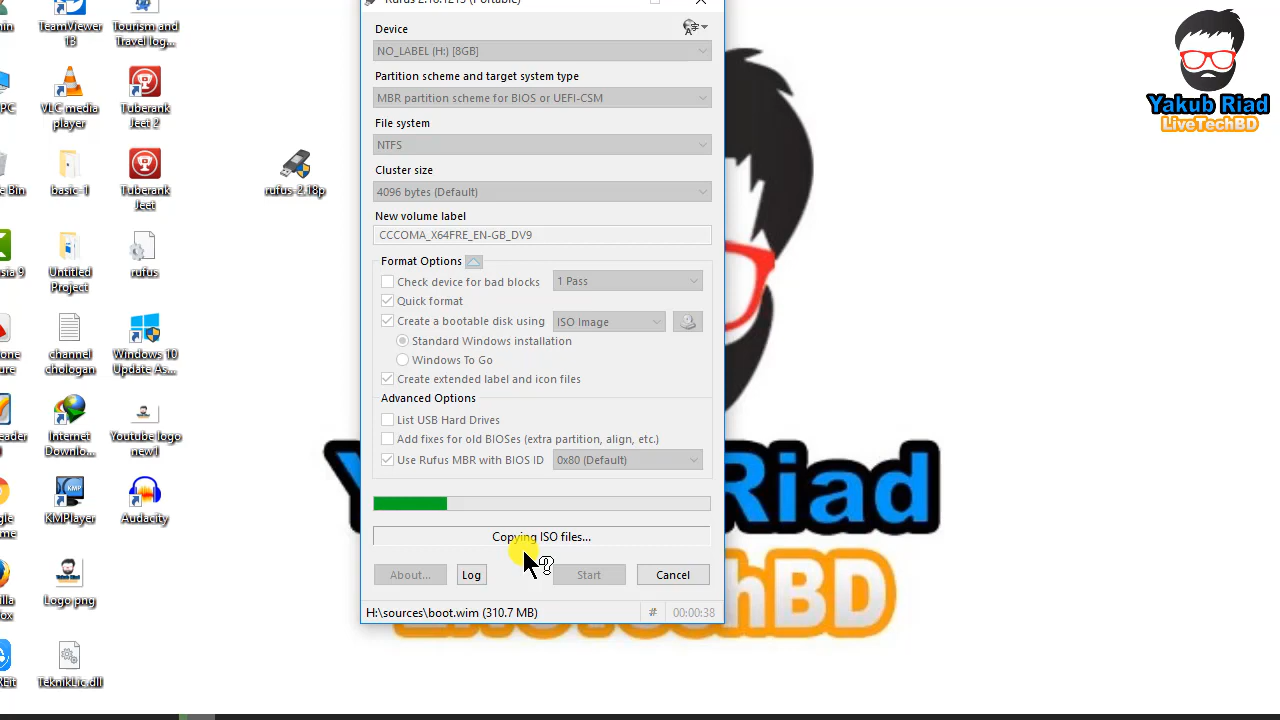 TeamViewer
13
Tourism and
Travel log...
PC
VLC media
player
Tuberank
Jeet 2
e Bin
basic-1
Tuberank
Jeet
rufus-2.18p
sia 9
Untitled
Project
rufus
channel
chologan
Windows 10
Update As...
Internet
Downlo...
Youtube logo
new1
KMPlayer
Audacity
Logo png
TeknikLic.dll
Device
NO_LABEL (H:) [8GB]
Partition scheme and target system type
MBR partition scheme for BIOS or UEFI-CSM
File system
NTFS
Cluster size
4096 bytes (Default)
New volume label
CCCOMA_X64FRE_EN-GB_DV9
Format Options
Check device for bad blocks
1 Pass
Quick format
Create a bootable disk using
ISO Image
Standard Windows installation
Windows To Go
Create extended label and icon files
Advanced Options
List USB Hard Drives
Add fixes for old BIOSes (extra partition, align, etc.)
Use Rufus MBR with BIOS ID
0x80 (Default)
Copying ISO files...
About...
Log
Start
Cancel
H:\sources\boot.wim (310.7 MB)
#
00:00:38
Yakub Riad
LiveTechBD
Riad
hBD